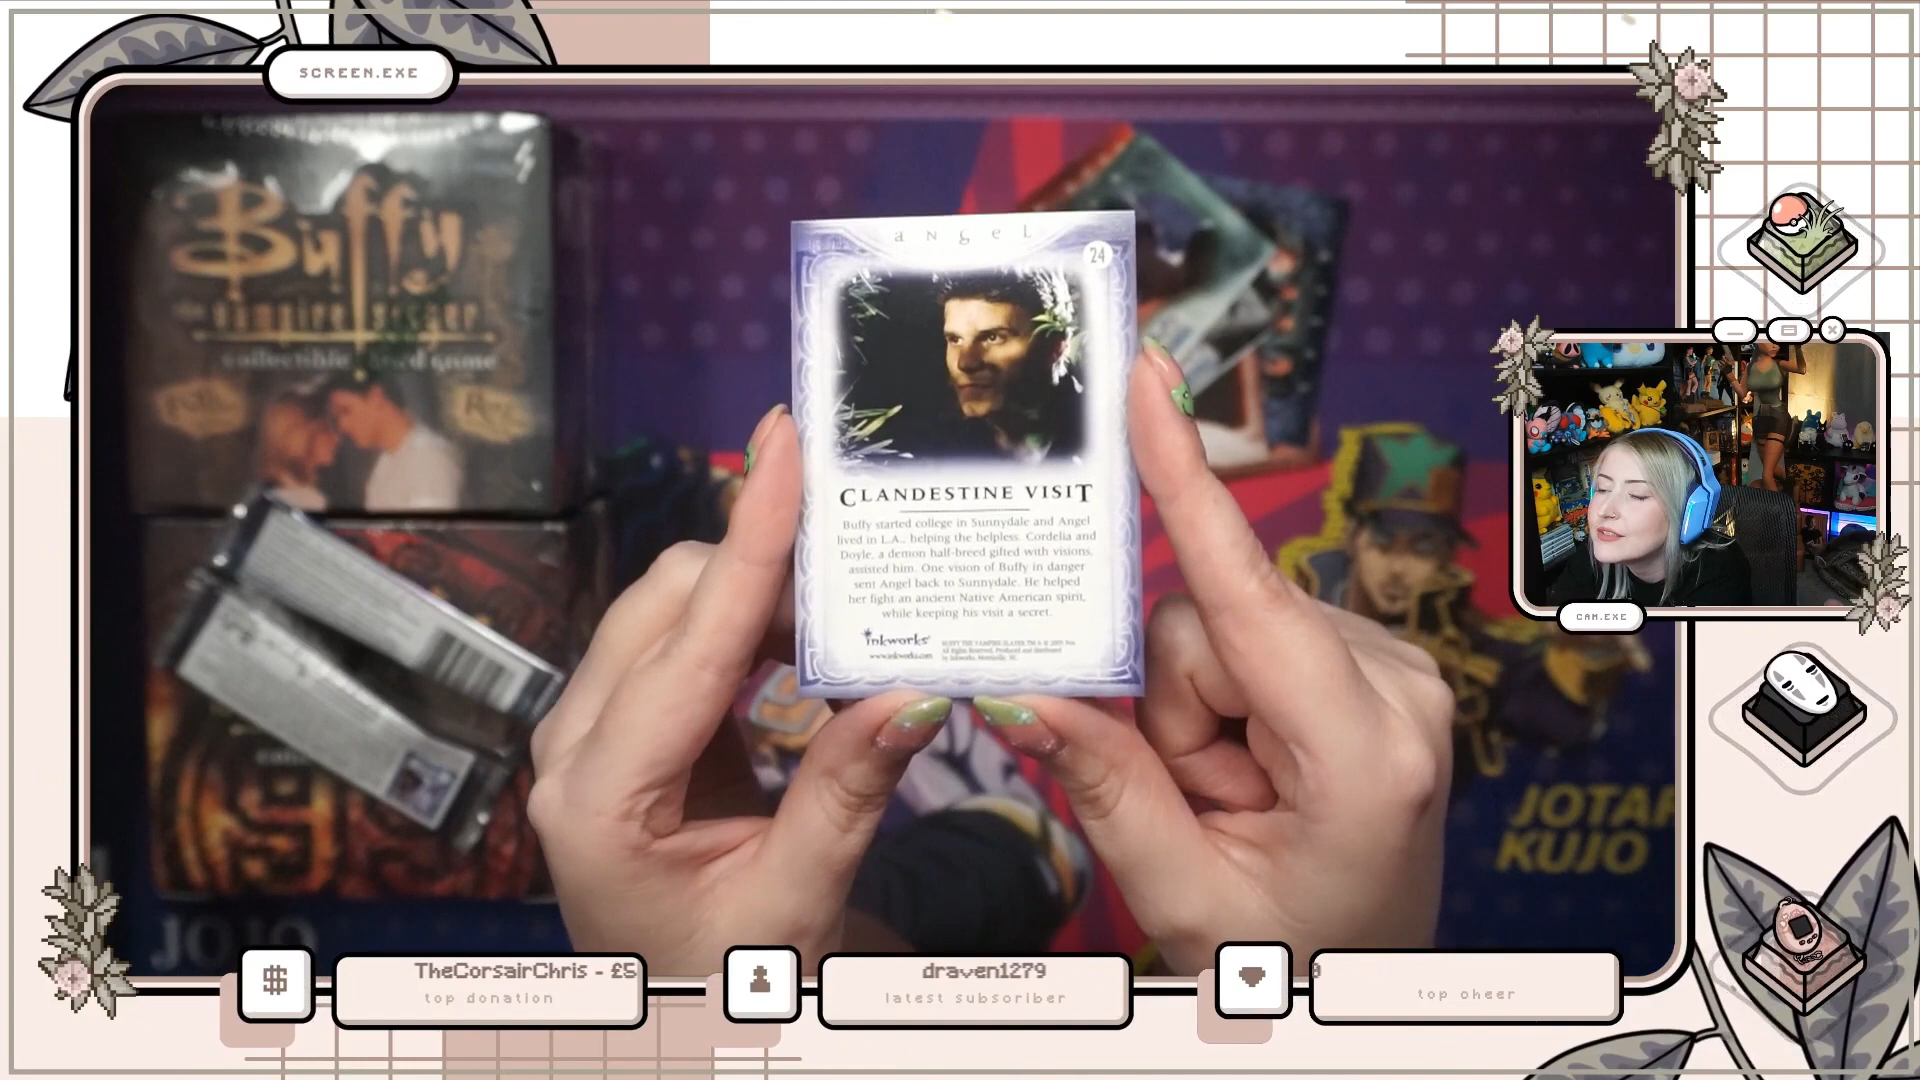 SCREEN.EXE
Buffy
the vampire slayer
collectible card game
angel
24
CLANDESTINE VISIT
Buffy started college in Sunnydale and Angel
lived in L.A., helping the helpless. Cordelia and
Doyle, a demon half-breed gifted with visions,
assisted him. One vision of Buffy in danger
sent Angel back to Sunnydale. He helped
her fight an ancient Native American spirit,
while keeping his visit a secret.
inkworks
www.inkworks.com
CAM.EXE
KUJO
JOJO
$
TheCorsairChris - £5
top donation
draven1279
latest subscriber
top cheer